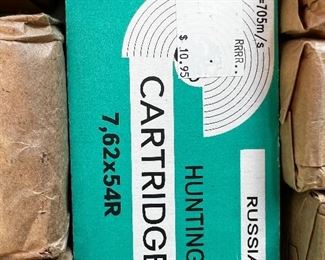 =705m/s
RRRR..
$ 10.95
CARTRIDGE
7,62x54R
HUNTING
RUSSIA